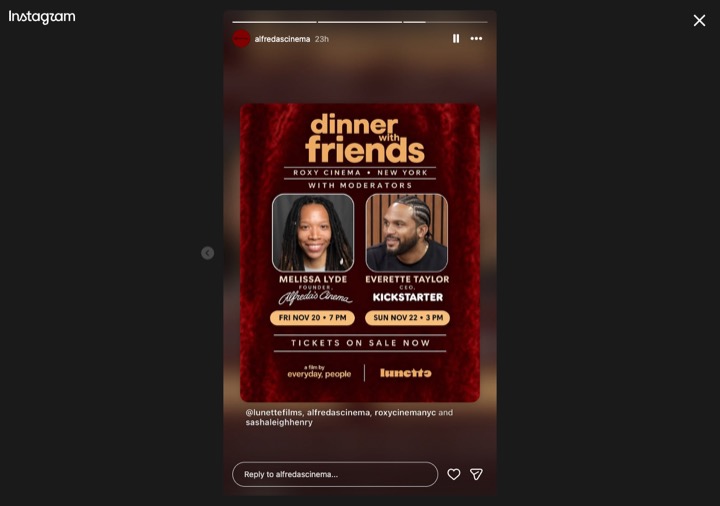 Instagram
alfredascinema 23h
dinner
with
friends
ROXY CINEMA • NEW YORK
WITH MODERATORS
MELISSA LYDE
FOUNDER,
Alfreda's Cinema
EVERETTE TAYLOR
CEO,
KICKSTARTER
FRI NOV 20 • 7 PM
SUN NOV 22 • 3 PM
TICKETS ON SALE NOW
a film by
everyday, people
lunette
@lunettefilms, alfredascinema, roxycinemanyc and
sashaleighhenry
Reply to alfredascinema...